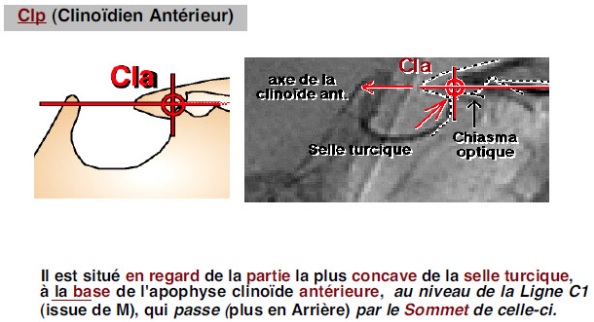 Clp (Clinoïdien Antérieur)
Cla
Cla
axe de la
clinoïde ant.
Selle turcique
Chiasma
optique
Il est situé en regard de la partie la plus concave de la selle turcique,
à la base de l'apophyse clinoïde antérieure, au niveau de la Ligne C1
(issue de M), qui passe (plus en Arrière) par le Sommet de celle-ci.